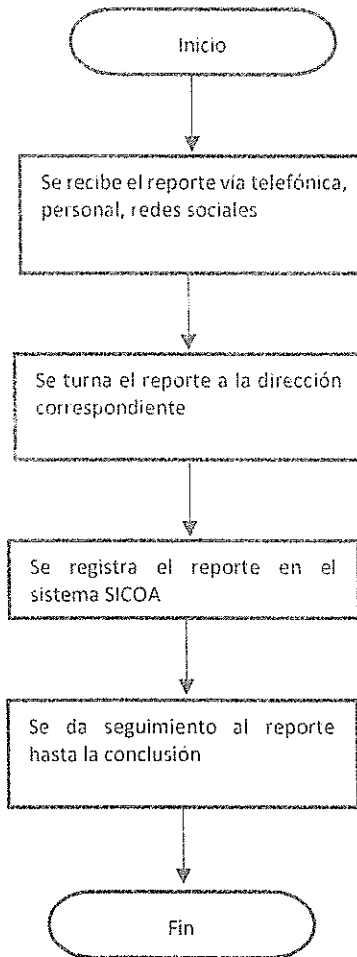 Inicio
Se recibe el reporte vía telefónica,
personal, redes sociales
Se turna el reporte a la dirección
correspondiente
Se registra el reporte en el
sistema SICOA
Se da seguimiento al reporte
hasta la conclusión
Fin